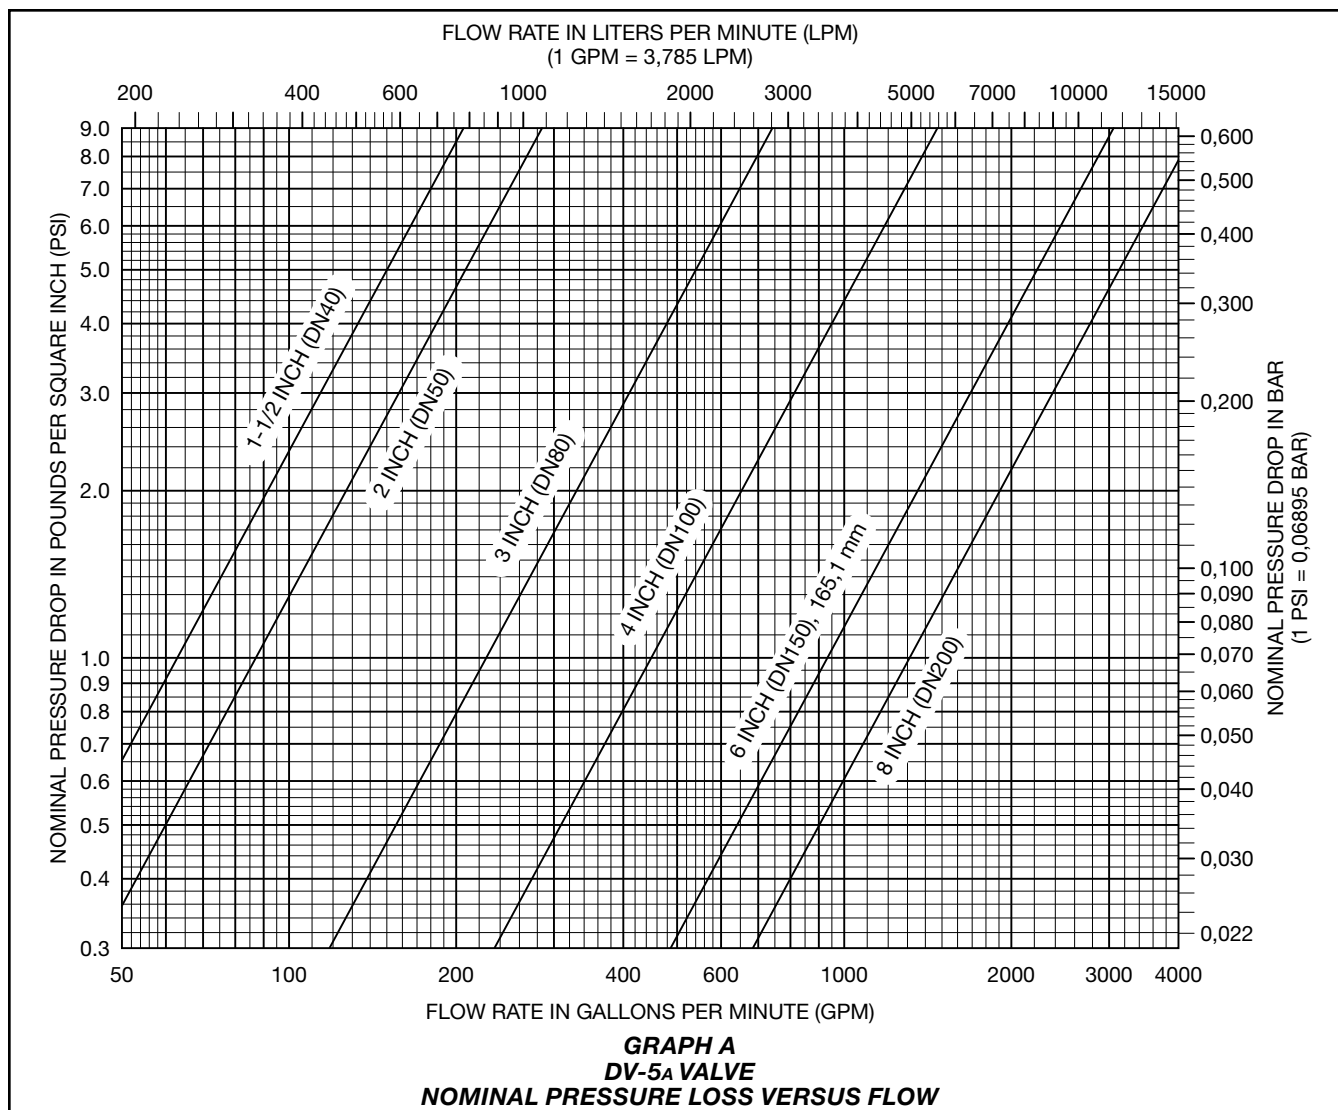 FLOW RATE IN LITERS PER MINUTE (LPM)
(1 GPM = 3,785 LPM)
200 400 600 1000 2000 3000 5000 7000 10000 15000
NOMINAL PRESSURE DROP IN POUNDS PER SQUARE INCH (PSI)
9.0
8.0
7.0
6.0
5.0
4.0
3.0
2.0
1.0
0.9
0.8
0.7
0.6
0.5
0.4
0.3
1-1/2 INCH (DN40)
2 INCH (DN50)
3 INCH (DN80)
4 INCH (DN100)
6 INCH (DN150), 165,1 mm
8 INCH (DN200)
0,600
0,500
0,400
0,300
0,200
0,100
0,090
0,080
0,070
0,060
0,050
0,040
0,030
0,022
NOMINAL PRESSURE DROP IN BAR
(1 PSI = 0,06895 BAR)
50 100 200 400 600 1000 2000 3000 4000
FLOW RATE IN GALLONS PER MINUTE (GPM)
GRAPH A
DV-5A VALVE
NOMINAL PRESSURE LOSS VERSUS FLOW